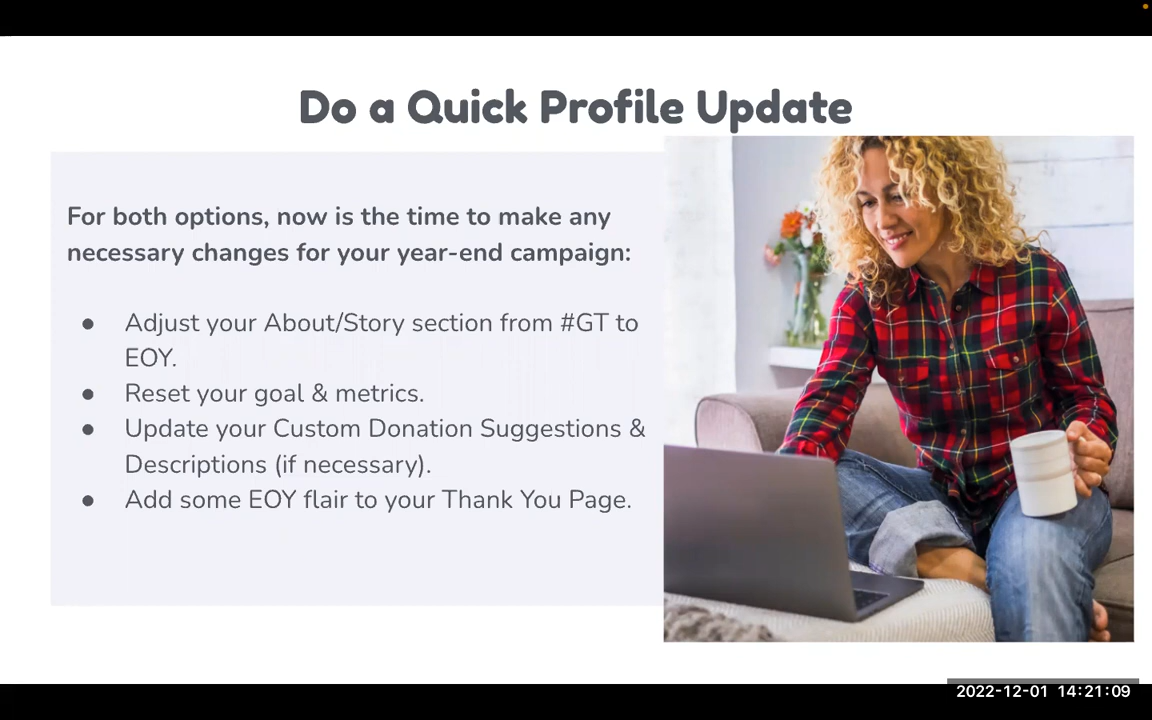 Do a Quick Profile Update
For both options, now is the time to make any
necessary changes for your year-end campaign:
● Adjust your About/Story section from #GT to
EOY.
● Reset your goal & metrics.
● Update your Custom Donation Suggestions &
Descriptions (if necessary).
● Add some EOY flair to your Thank You Page.
2022-12-01 14:21:09